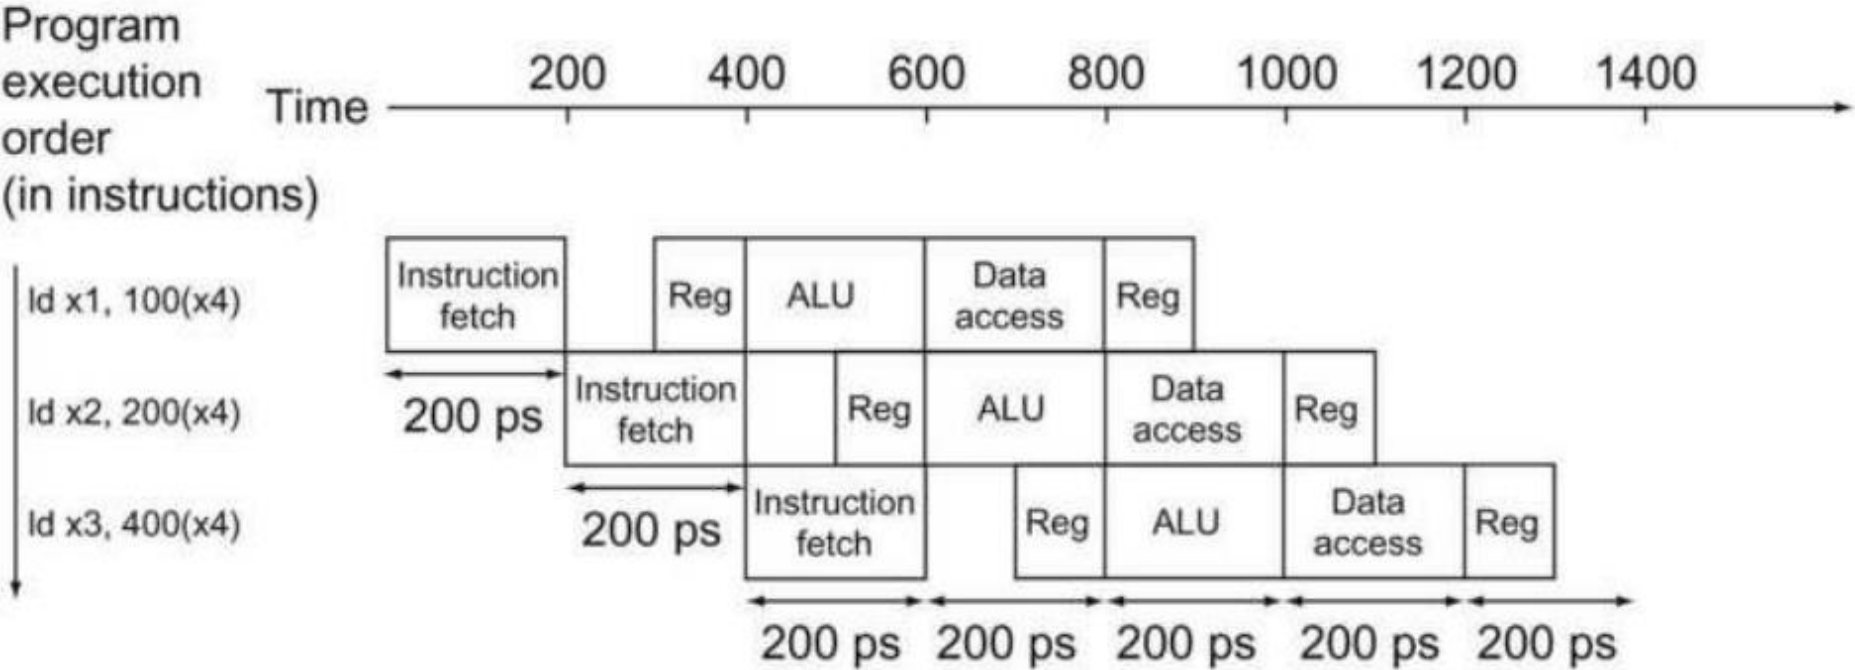 Program
execution
order
(in instructions)
Time
200 400 600 800 1000 1200 1400
ld x1, 100(x4)
Instruction
fetch
Reg
ALU
Data
access
Reg
200 ps
ld x2, 200(x4)
Instruction
fetch
Reg
ALU
Data
access
Reg
200 ps
ld x3, 400(x4)
Instruction
fetch
Reg
ALU
Data
access
Reg
200 ps 200 ps 200 ps 200 ps 200 ps